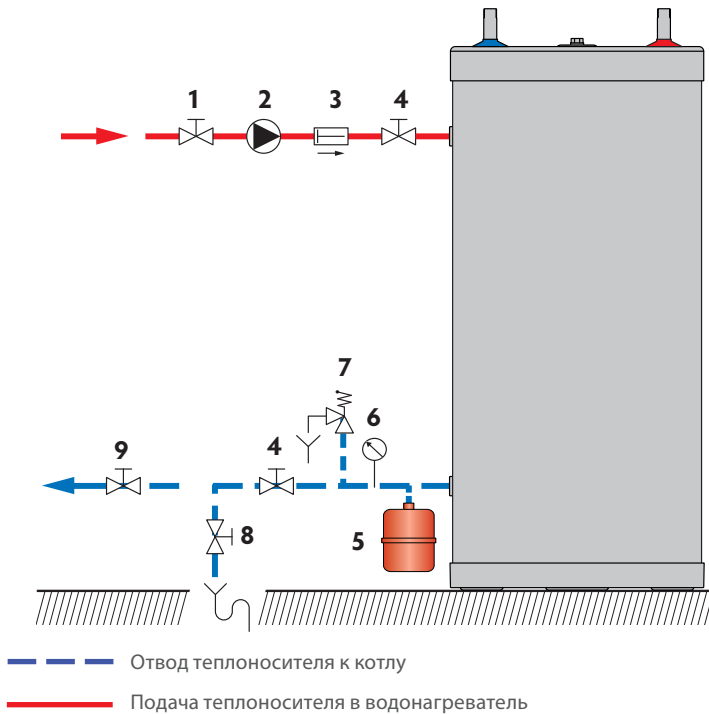 1 2 3 4
7
6
9 4
8 5
Отвод теплоносителя к котлу
Подача теплоносителя в водонагреватель